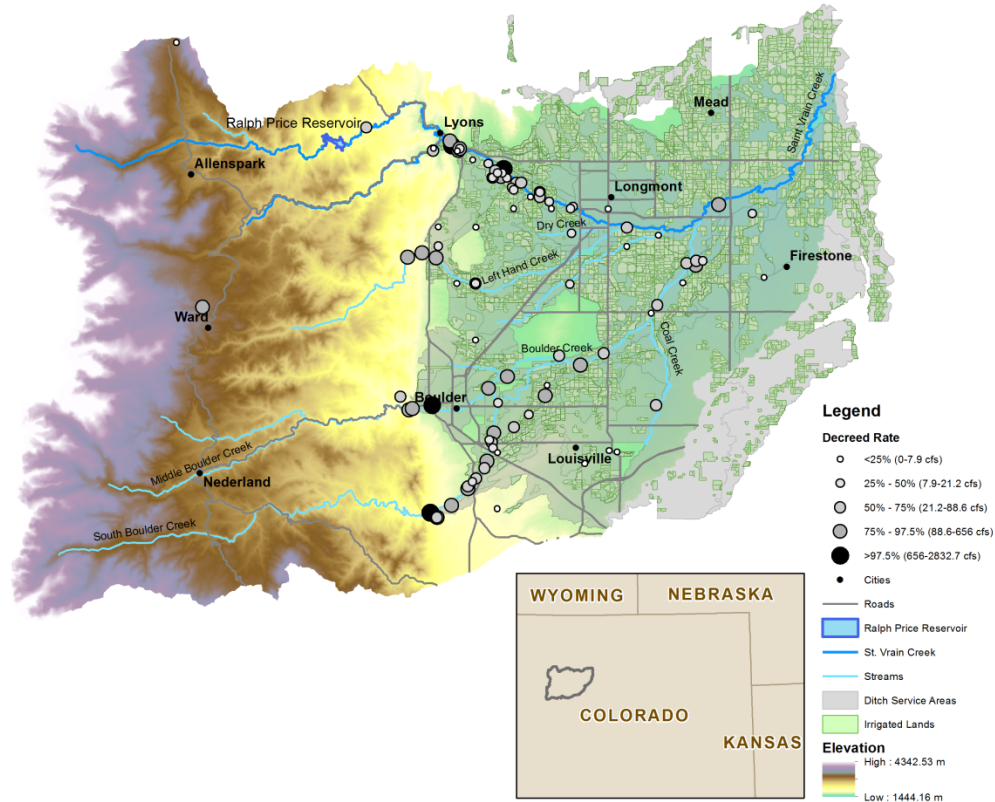 Ralph Price Reservoir
Lyons
Mead
Saint Vrain Creek
Allenspark
Longmont
Dry Creek
Left Hand Creek
Firestone
Ward
Boulder Creek
Coal Creek
Boulder
Louisville
Middle Boulder Creek
Nederland
South Boulder Creek
Legend
Decreed Rate
<25% (0-7.9 cfs)
25% - 50% (7.9-21.2 cfs)
50% - 75% (21.2-88.6 cfs)
75% - 97.5% (88.6-656 cfs)
>97.5% (656-2832.7 cfs)
Cities
Roads
Ralph Price Reservoir
St. Vrain Creek
Streams
Ditch Service Areas
Irrigated Lands
Elevation
High : 4342.53 m
Low : 1444.16 m
WYOMING
NEBRASKA
COLORADO
KANSAS